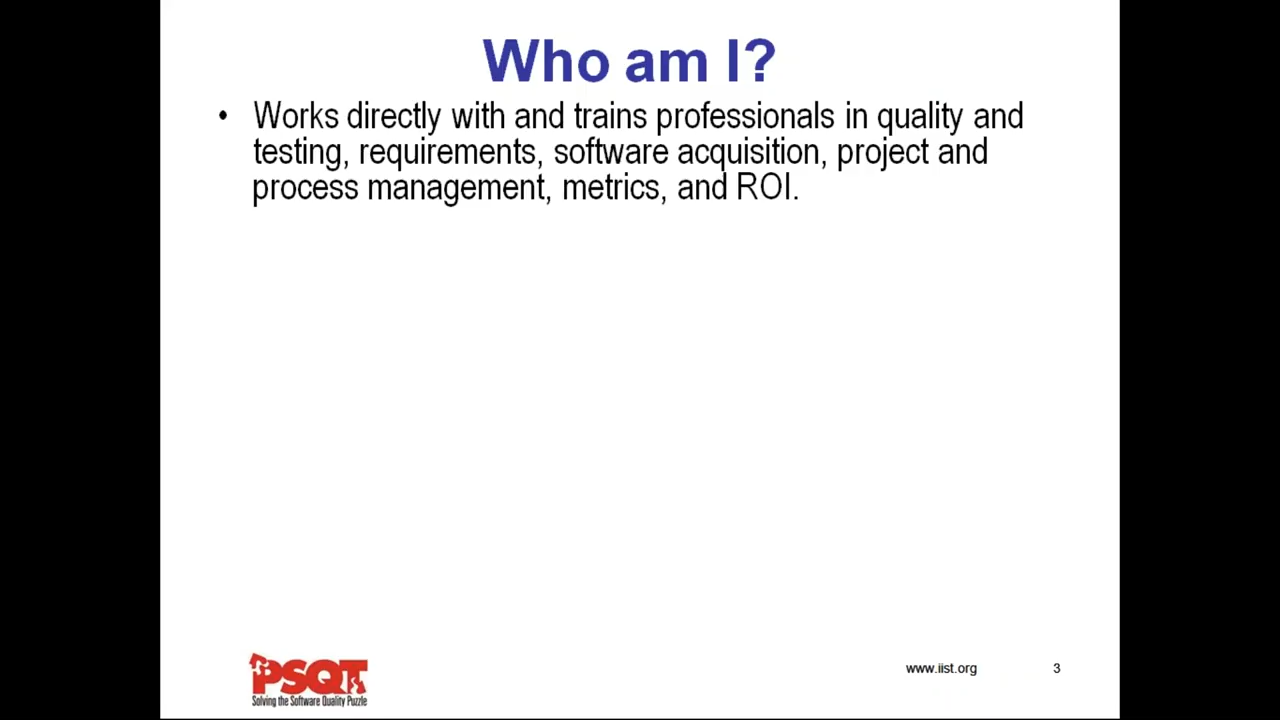 Who am I?
• Works directly with and trains professionals in quality and
testing, requirements, software acquisition, project and
process management, metrics, and ROI.
PSQT
Solving the Software Quality Puzzle
www.iist.org
3